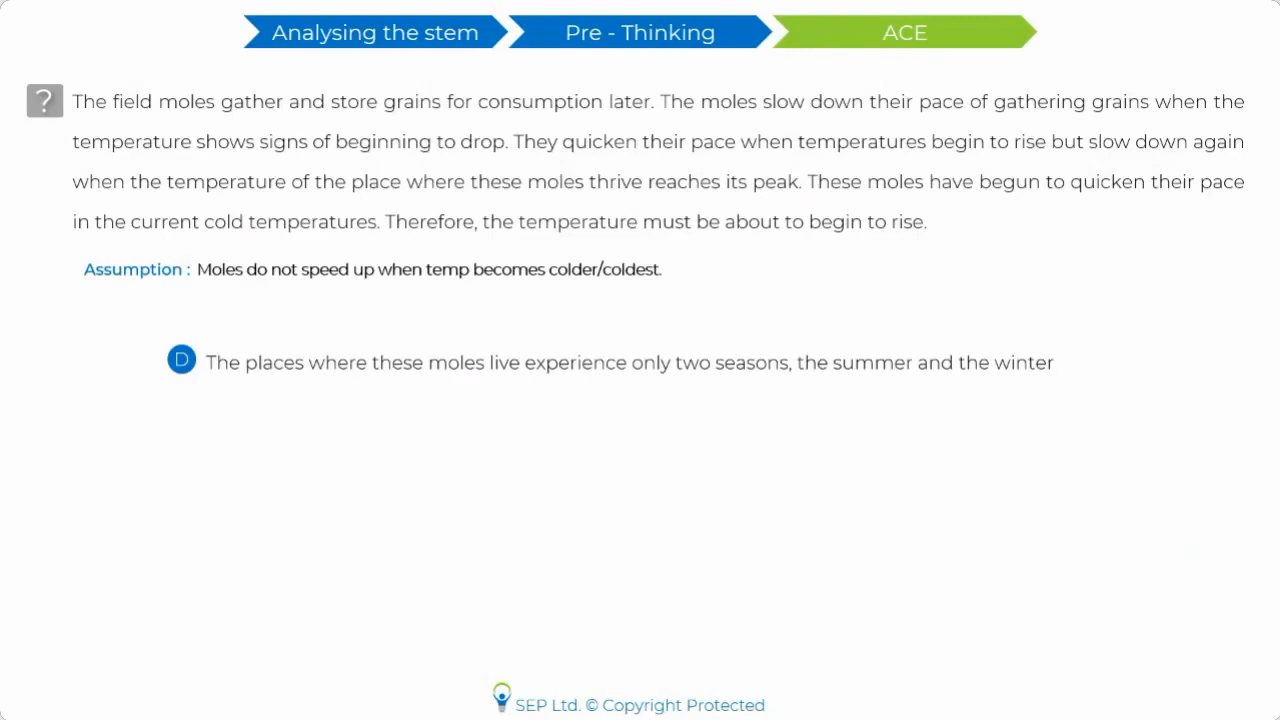 Analysing the stem
Pre - Thinking
ACE
?
The field moles gather and store grains for consumption later. The moles slow down their pace of gathering grains when the
temperature shows signs of beginning to drop. They quicken their pace when temperatures begin to rise but slow down again
when the temperature of the place where these moles thrive reaches its peak. These moles have begun to quicken their pace
in the current cold temperatures. Therefore, the temperature must be about to begin to rise.
Assumption : Moles do not speed up when temp becomes colder/coldest.
D The places where these moles live experience only two seasons, the summer and the winter
SEP Ltd. © Copyright Protected